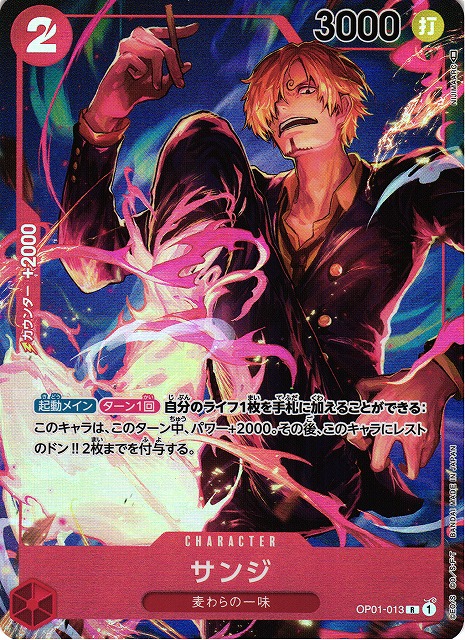 2
3000
打
カウンター +2000
起動メイン ターン1回 自分のライフ1枚を手札に加えることができる:
このキャラは、このターン中、パワー+2000。その後、このキャラにレスト
のドン‼2枚までを付与する。
CHARACTER
サンジ
麦わらの一味
OP01-013 R 1
BANDAI MADE IN JAPAN